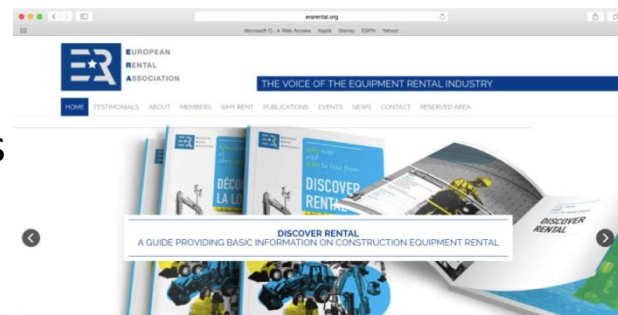 erarental.org
Microsoft O...k Web Access Apple Disney ESPN Yahoo!
EUROPEAN
RENTAL
ASSOCIATION
THE VOICE OF THE EQUIPMENT RENTAL INDUSTRY
HOME TESTIMONIALS ABOUT MEMBERS WHY RENT PUBLICATIONS EVENTS NEWS CONTACT RESERVED AREA
s
DÉCO
LA LO
DISCOVER
RENTAL
DISCOVER
RENTAL
DISCOVER RENTAL
A GUIDE PROVIDING BASIC INFORMATION ON CONSTRUCTION EQUIPMENT RENTAL